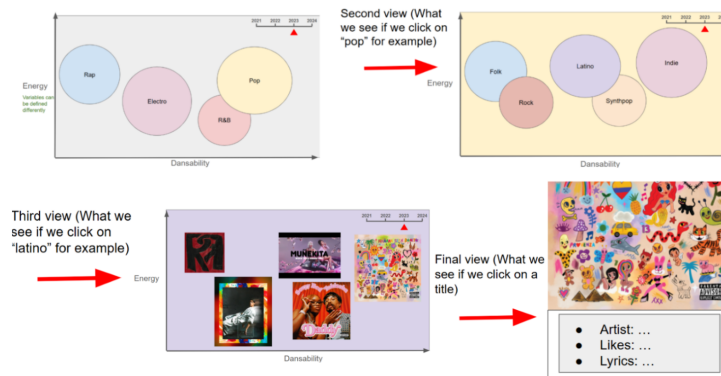 2021 2022 2023 2024
Energy
Variables can
be defined
differently
Rap
Electro
Pop
R&B
Dansability
Second view (What
we see if we click on
"pop" for example)
2021 2022 2023 2024
Energy
Folk
Rock
Latino
Synthpop
Indie
Dansability
Third view (What we
see if we click on
"latino" for example)
2021 2022 2023 2024
Energy
MUÑEKITA
Dansability
Final view (What we
see if we click on a
title)
Artist: ...
Likes: ...
Lyrics: ...